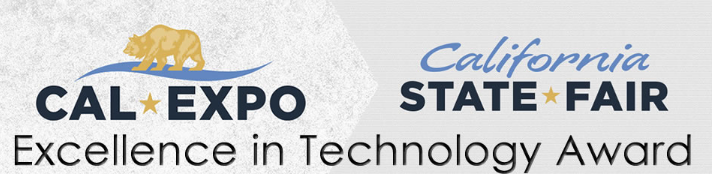 CAL EXPO
California
STATE FAIR
Excellence in Technology Award